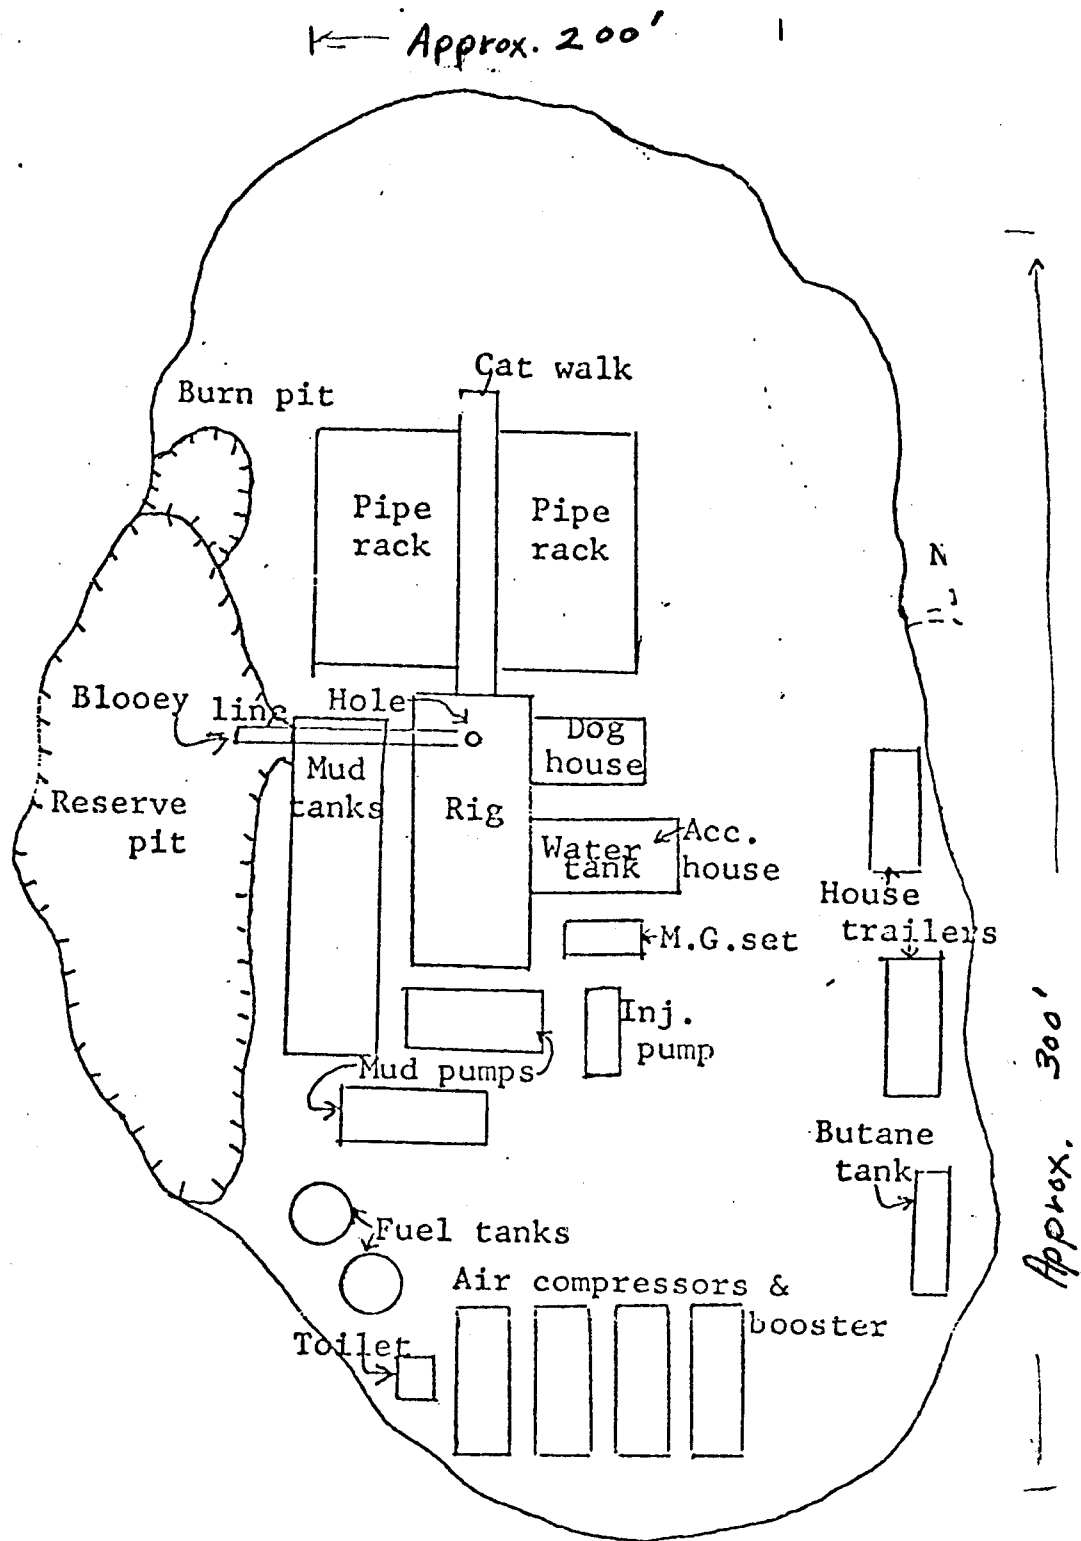 Approx. 200'
Cat walk
Burn pit
Pipe
rack
Pipe
rack
N
Blooey line
Hole
Dog
house
Mud
tanks
Rig
Reserve
pit
Water
tank
Acc.
house
House
trailers
M.G.set
Inj.
pump
Mud pumps
Approx. 300'
Butane
tank
Fuel tanks
Air compressors &
booster
Toilet